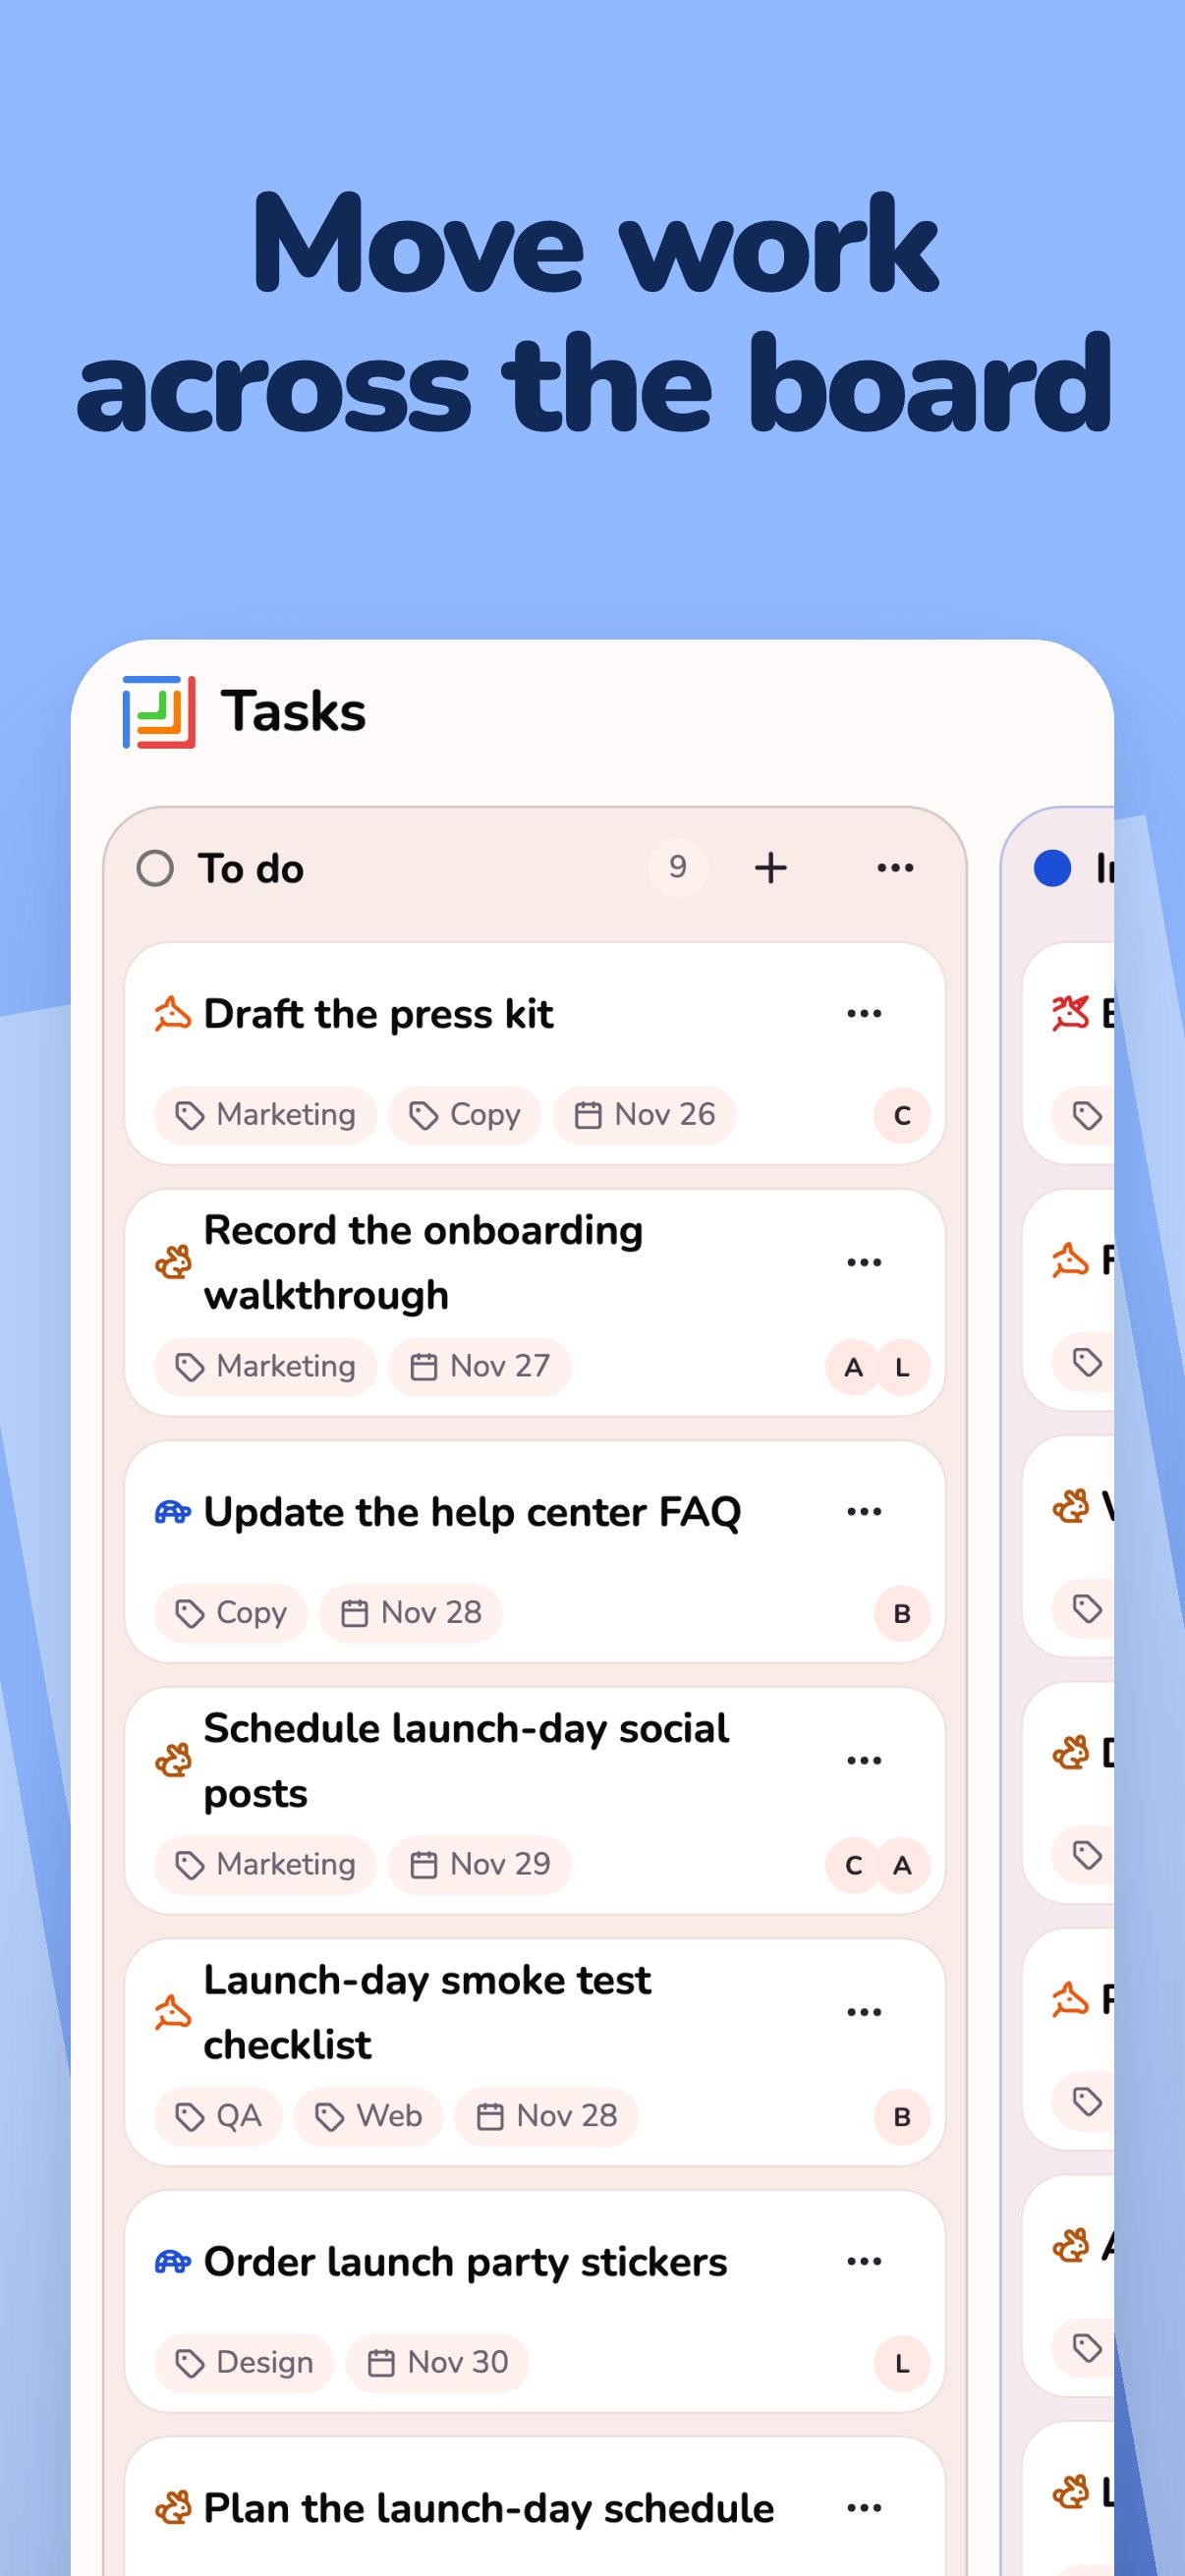 Move work
across the board
Tasks
To do 9
Draft the press kit
Marketing Copy Nov 26 C
Record the onboarding
walkthrough
Marketing Nov 27 A L
Update the help center FAQ
Copy Nov 28 B
Schedule launch-day social
posts
Marketing Nov 29 C A
Launch-day smoke test
checklist
QA Web Nov 28 B
Order launch party stickers
Design Nov 30 L
Plan the launch-day schedule